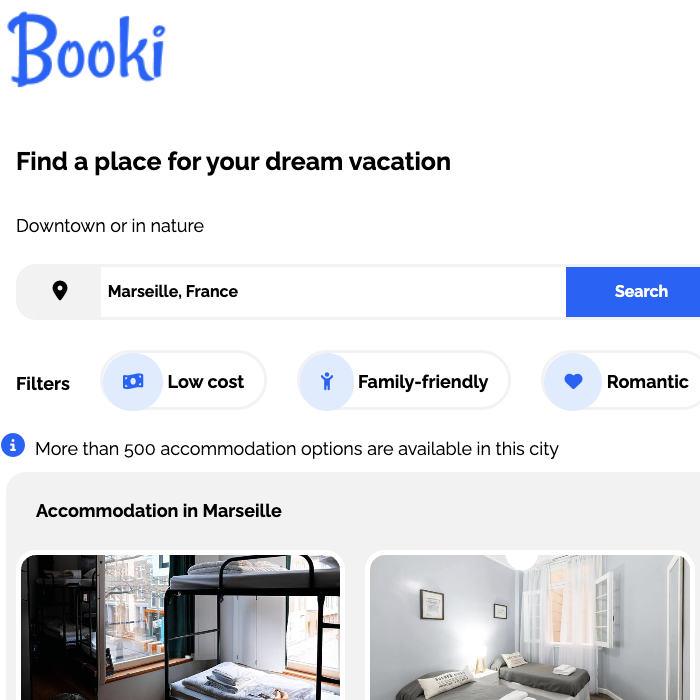 Booki
Find a place for your dream vacation
Downtown or in nature
Marseille, France
Search
Filters
Low cost
Family-friendly
Romantic
More than 500 accommodation options are available in this city
Accommodation in Marseille